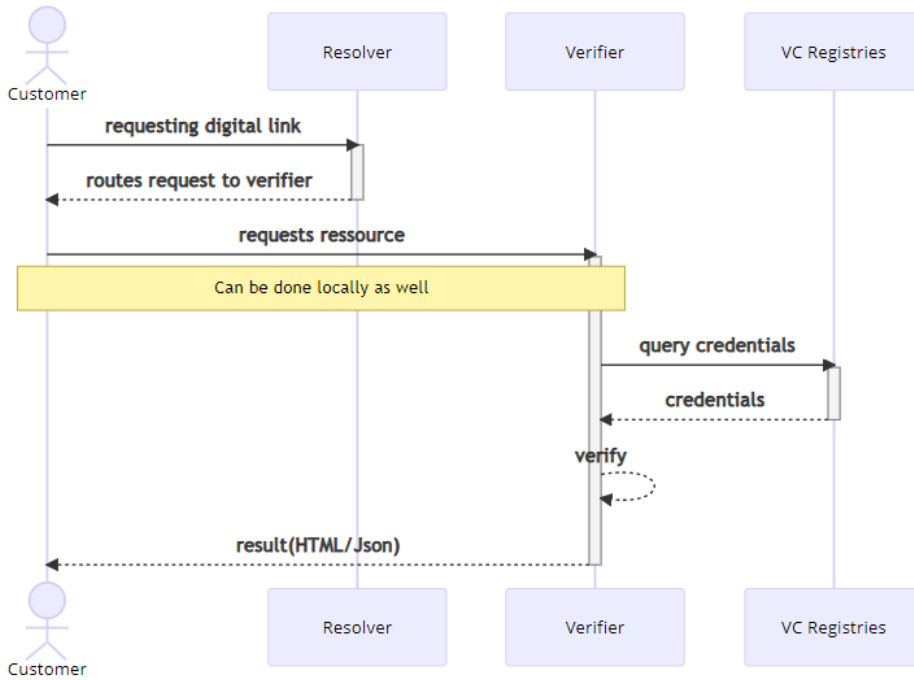 Resolver
Verifier
VC Registries
Customer
requesting digital link
routes request to verifier
requests ressource
Can be done locally as well
query credentials
credentials
verify
result(HTML/Json)
Resolver
Verifier
VC Registries
Customer